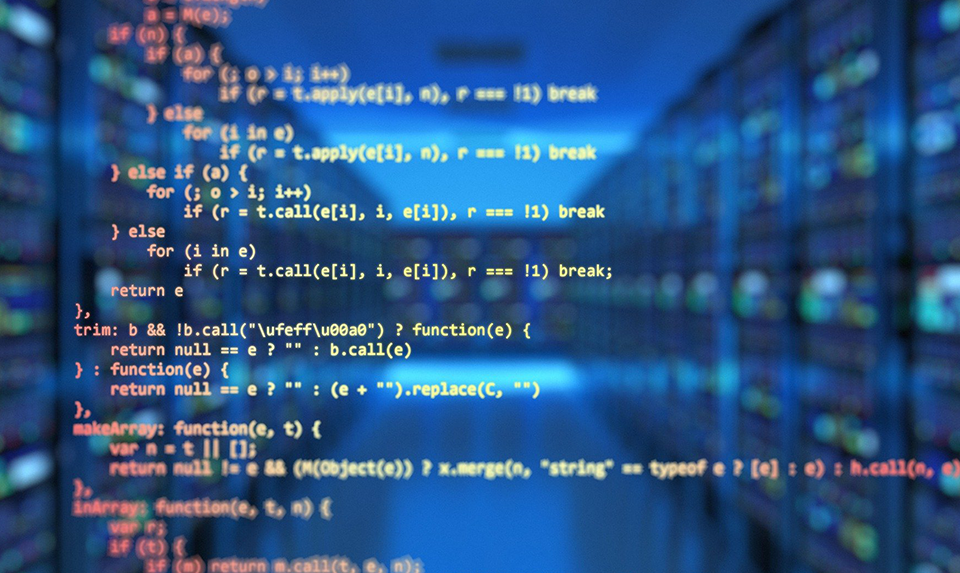 a = M(e);
if (n) {
if (a) {
for (; o > i; i++)
if (r = t.apply(e[i], n), r === !1) break
} else
for (i in e)
if (r = t.apply(e[i], n), r === !1) break
} else if (a) {
for (; o > i; i++)
if (r = t.call(e[i], i, e[i]), r === !1) break
} else
for (i in e)
if (r = t.call(e[i], i, e[i]), r === !1) break;
return e
},
trim: b && !b.call("\ufeff\u00a0") ? function(e) {
return null == e ? "" : b.call(e)
} : function(e) {
return null == e ? "" : (e + "").replace(C, "")
},
makeArray: function(e, t) {
var n = t || [];
return null != e && (M(Object(e)) ? x.merge(n, "string" == typeof e ? [e] : e) : h.call(n, e)
},
inArray: function(e, t, n) {
var r;
if (t) {
if (m) return m.call(t, e, n);